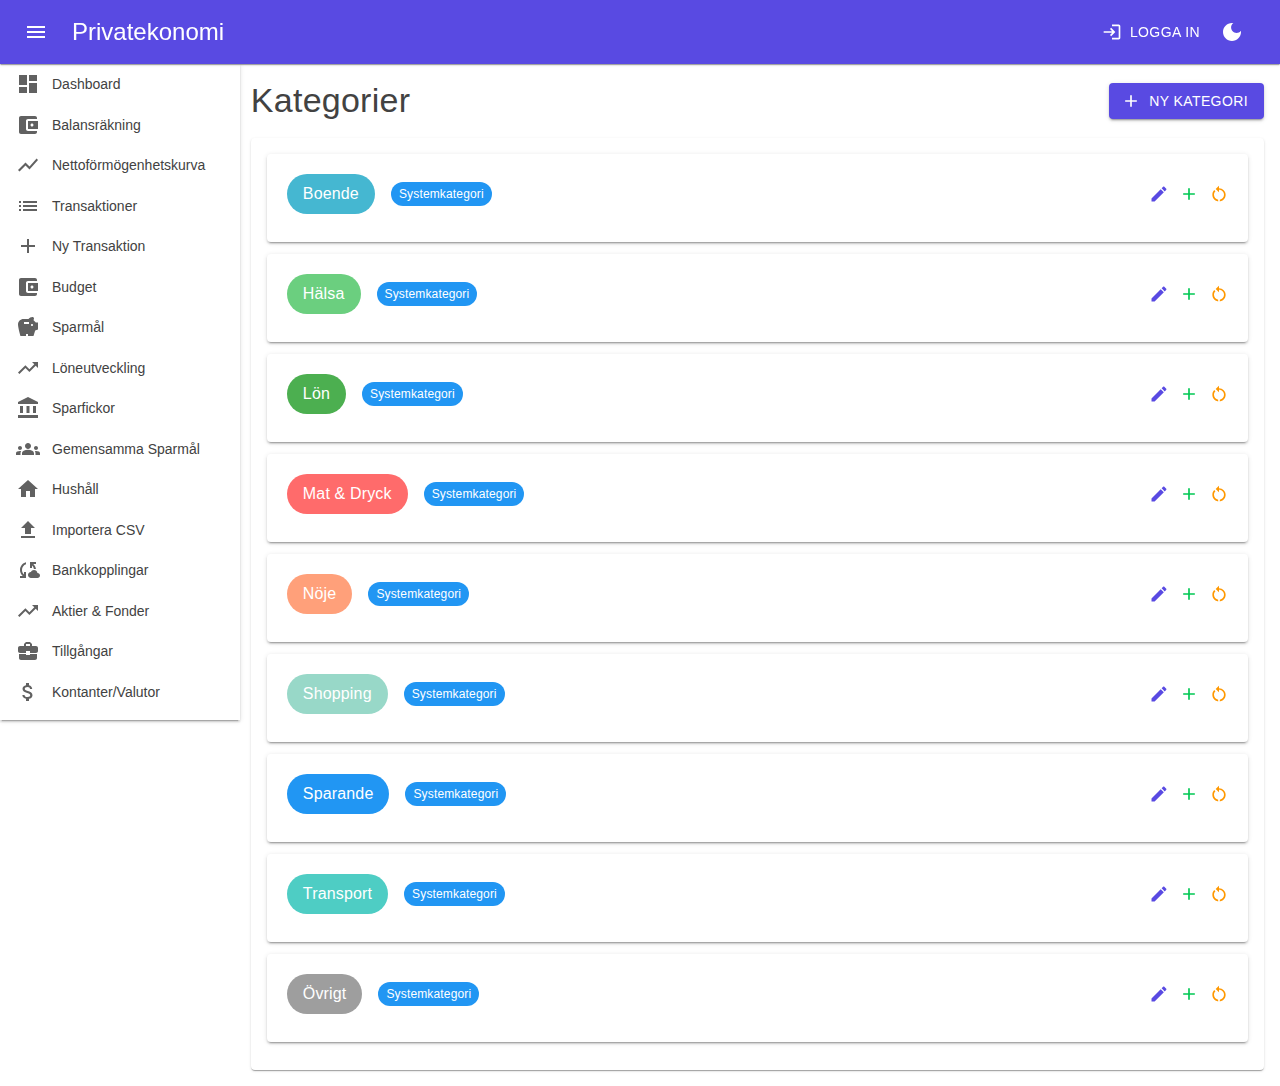 Privatekonomi
LOGGA IN
Dashboard
Balansräkning
Nettoförmögenhetskurva
Transaktioner
Ny Transaktion
Budget
Sparmål
Löneutveckling
Sparfickor
Gemensamma Sparmål
Hushåll
Importera CSV
Bankkopplingar
Aktier & Fonder
Tillgångar
Kontanter/Valutor
Kategorier
NY KATEGORI
Boende Systemkategori
Hälsa Systemkategori
Lön Systemkategori
Mat & Dryck Systemkategori
Nöje Systemkategori
Shopping Systemkategori
Sparande Systemkategori
Transport Systemkategori
Övrigt Systemkategori